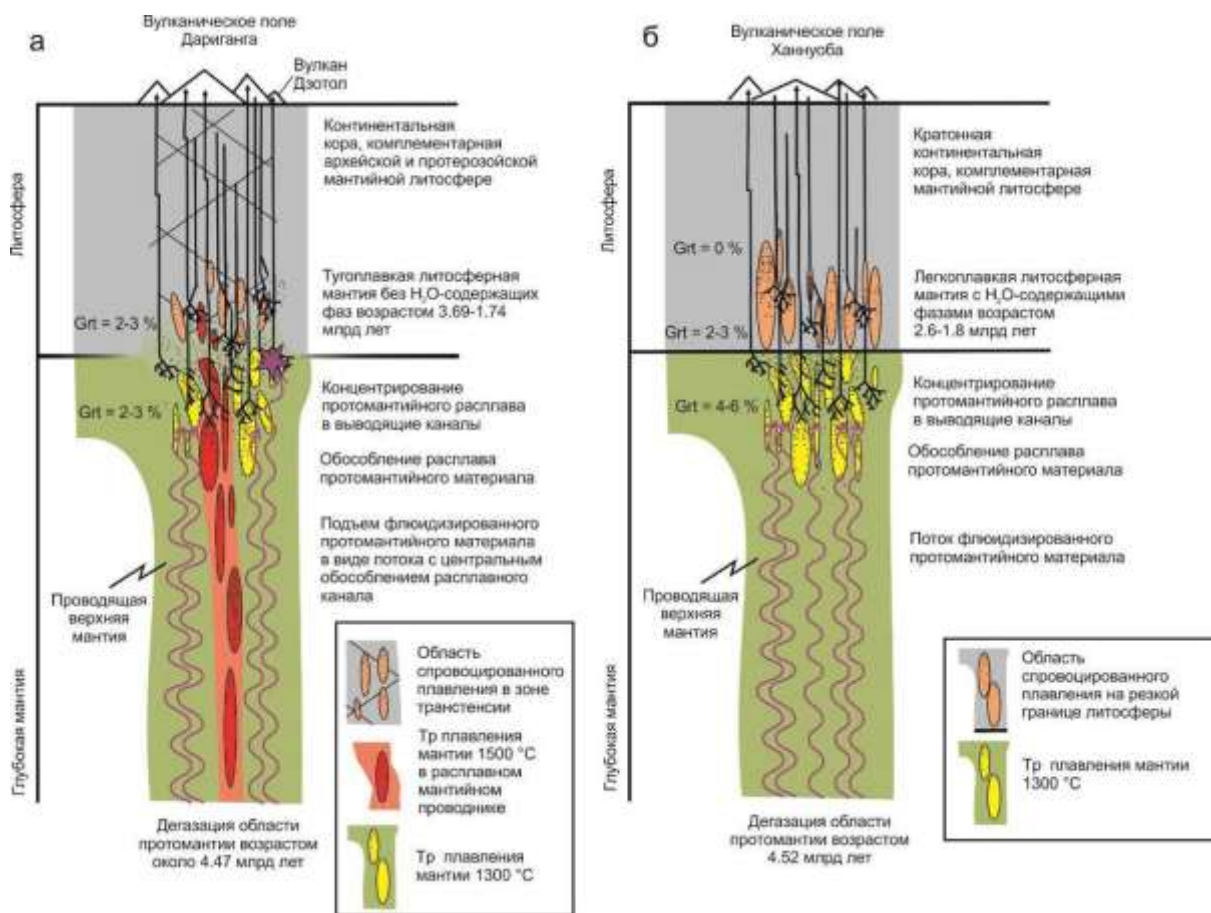 а
Вулканическое поле
Дариганга
Вулкан
Дзотол
Литосфера
Континентальная
кора, комплементарная
архейской и протерозойской
мантийной литосфере
Тугоплавкая литосферная
мантия без H₂O-содержащих
фаз возрастом 3.69-1.74
млрд лет
Grt = 2-3 %
Grt = 2-3 %
Концентрирование
протомантийного расплава
в выводящие каналы
Обособление расплава
протомантийного материала
Подъем флюидизированного
протомантийного материала
в виде потока с центральным
обособлением расплавного
канала
Проводящая
верхняя
мантия
Глубокая мантия
Дегазация области
протомантии возрастом
около 4.47 млрд лет
Область
спровоцированного
плавления в зоне
транстенсии
Тр плавления
мантии 1500 °C
в расплавном
мантийном
проводнике
Тр плавления
мантии 1300 °C
б
Вулканическое поле
Ханнуоба
Литосфера
Кратонная
континентальная
кора, комплементарная
мантийной литосфере
Grt = 0 %
Легкоплавкая литосферная
мантия с H₂O-содержащими
фазами возрастом
2.6-1.8 млрд лет
Grt = 2-3 %
Grt = 4-6 %
Концентрирование
протомантийного расплава
в выводящие каналы
Обособление расплава
протомантийного материала
Поток флюидизированного
протомантийного материала
Проводящая
верхняя
мантия
Глубокая мантия
Дегазация области
протомантии возрастом
4.52 млрд лет
Область
спровоцированного
плавления на резкой
границе литосферы
Тр плавления мантии
1300 °C